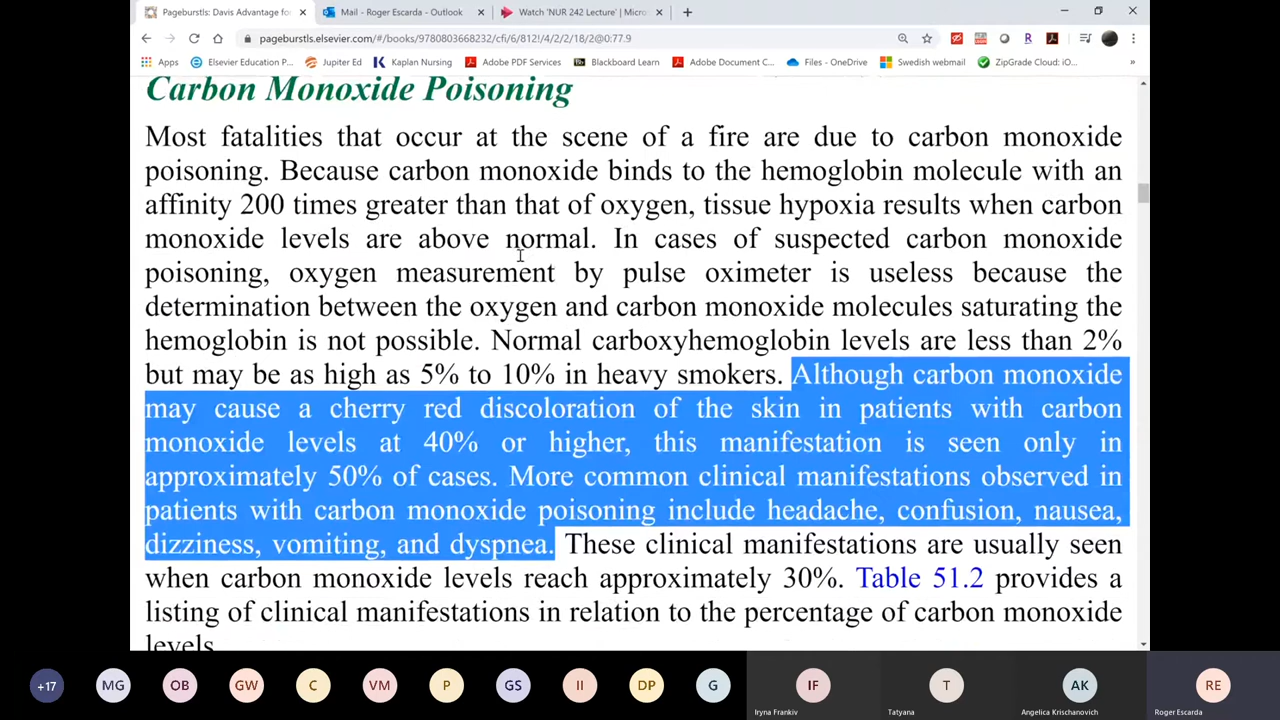 Pageburstls: Davis Advantage for
Mail - Roger Escarda - Outlook
Watch 'NUR 242 Lecture' | Micro
pageburstls.elsevier.com/#/books/9780803668232/cfi/6/812!/4/2/2/18/2@0:77.9
Apps
Elsevier Education P...
Jupiter Ed
Kaplan Nursing
Adobe PDF Services
Blackboard Learn
Adobe Document C...
Files - OneDrive
Swedish webmail
ZipGrade Cloud: iO...
Carbon Monoxide Poisoning
Most fatalities that occur at the scene of a fire are due to carbon monoxide
poisoning. Because carbon monoxide binds to the hemoglobin molecule with an
affinity 200 times greater than that of oxygen, tissue hypoxia results when carbon
monoxide levels are above normal. In cases of suspected carbon monoxide
poisoning, oxygen measurement by pulse oximeter is useless because the
determination between the oxygen and carbon monoxide molecules saturating the
hemoglobin is not possible. Normal carboxyhemoglobin levels are less than 2%
but may be as high as 5% to 10% in heavy smokers. Although carbon monoxide
may cause a cherry red discoloration of the skin in patients with carbon
monoxide levels at 40% or higher, this manifestation is seen only in
approximately 50% of cases. More common clinical manifestations observed in
patients with carbon monoxide poisoning include headache, confusion, nausea,
dizziness, vomiting, and dyspnea. These clinical manifestations are usually seen
when carbon monoxide levels reach approximately 30%. Table 51.2 provides a
listing of clinical manifestations in relation to the percentage of carbon monoxide
levels.
+17
MG
OB
GW
C
VM
P
GS
II
DP
G
IF
T
AK
RE
Iryna Frankiv
Tatyana
Angelica Krischanovich
Roger Escarda